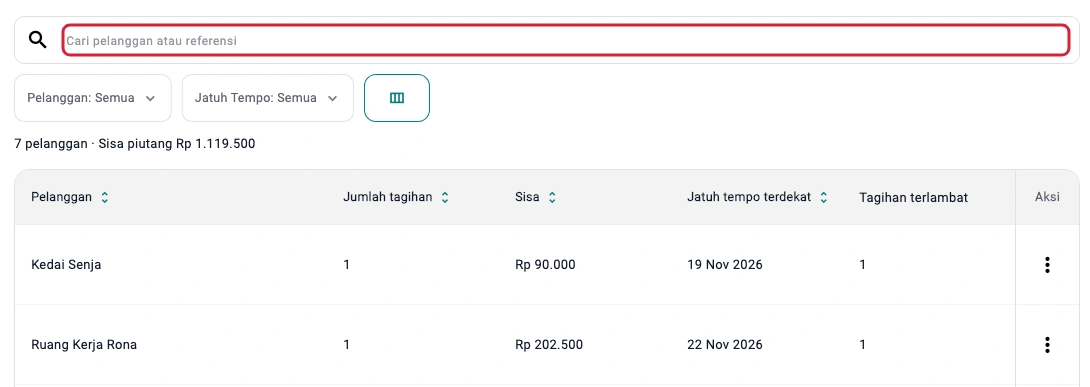 Cari pelanggan atau referensi
Pelanggan: Semua Jatuh Tempo: Semua
7 pelanggan · Sisa piutang Rp 1.119.500
Pelanggan Jumlah tagihan Sisa Jatuh tempo terdekat Tagihan terlambat Aksi
Kedai Senja 1 Rp 90.000 19 Nov 2026 1
Ruang Kerja Rona 1 Rp 202.500 22 Nov 2026 1